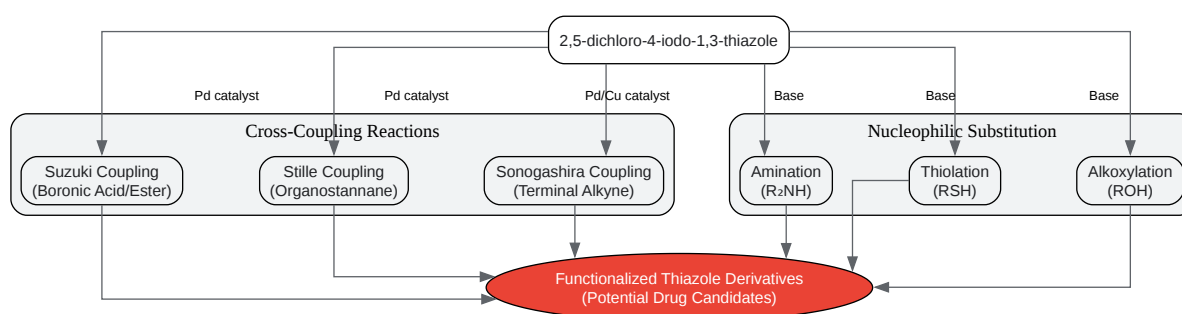 2,5-dichloro-4-iodo-1,3-thiazole
Pd catalyst
Pd catalyst
Pd/Cu catalyst
Base
Base
Base
Cross-Coupling Reactions
Nucleophilic Substitution
Suzuki Coupling
(Boronic Acid/Ester)
Stille Coupling
(Organostannane)
Sonogashira Coupling
(Terminal Alkyne)
Amination
(R₂NH)
Thiolation
(RSH)
Alkoxylation
(ROH)
Functionalized Thiazole Derivatives
(Potential Drug Candidates)